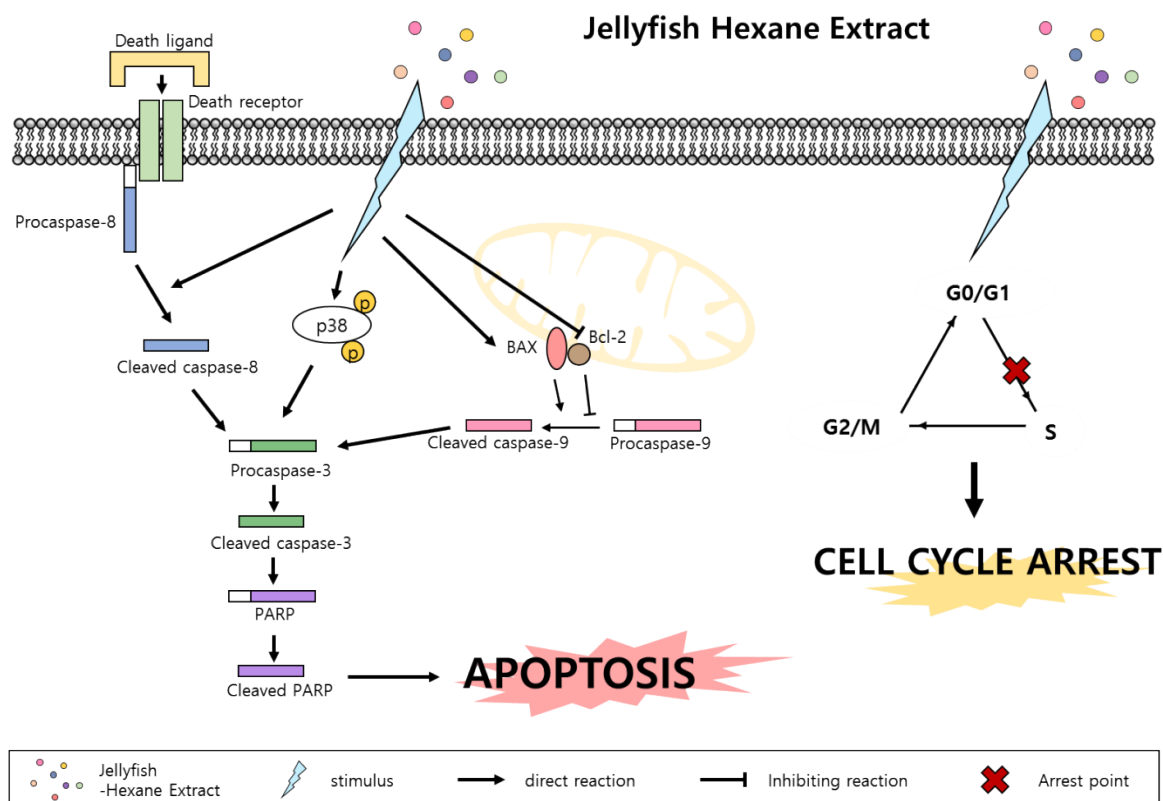 Jellyfish Hexane Extract
Death ligand
Death receptor
Procaspase-8
Cleaved caspase-8
p38
p
p
BAX
Bcl-2
Cleaved caspase-9
Procaspase-9
Procaspase-3
Cleaved caspase-3
PARP
Cleaved PARP
APOPTOSIS
G0/G1
G2/M
S
CELL CYCLE ARREST
Jellyfish
-Hexane Extract
stimulus
direct reaction
Inhibiting reaction
Arrest point